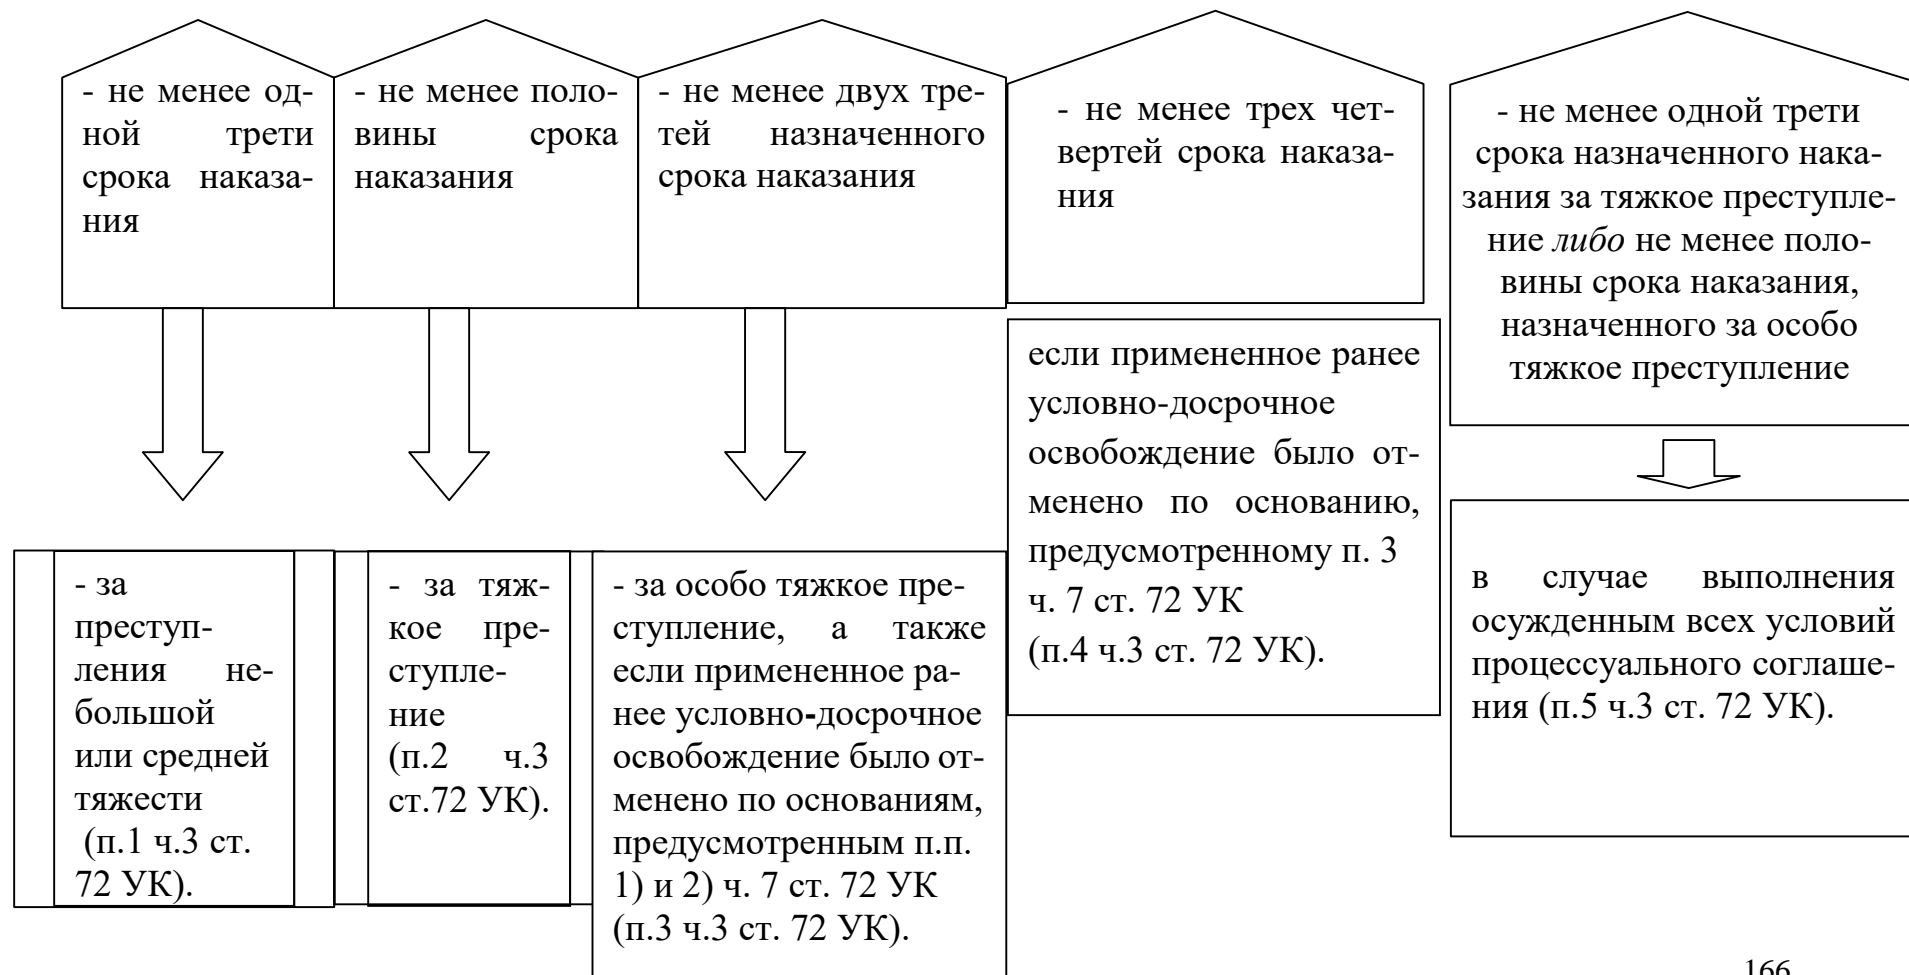 - не менее од-
ной трети
срока наказа-
ния
- не менее поло-
вины срока
наказания
- не менее двух тре-
тей назначенного
срока наказания
- не менее трех чет-
вертей срока наказа-
ния
- не менее одной трети
срока назначенного нака-
зания за тяжкое преступле-
ние либо не менее поло-
вины срока наказания,
назначенного за особо
тяжкое преступление
- за
преступ-
ления не-
большой
или средней
тяжести
(п.1 ч.3 ст.
72 УК).
- за тяж-
кое пре-
ступле-
ние
(п.2 ч.3
ст.72 УК).
- за особо тяжкое пре-
ступление, а также
если примененное ра-
нее условно-досрочное
освобождение было от-
менено по основаниям,
предусмотренным п.п.
1) и 2) ч. 7 ст. 72 УК
(п.3 ч.3 ст. 72 УК).
если примененное ранее
условно-досрочное
освобождение было от-
менено по основанию,
предусмотренному п. 3
ч. 7 ст. 72 УК
(п.4 ч.3 ст. 72 УК).
в случае выполнения
осужденным всех условий
процессуального соглаше-
ния (п.5 ч.3 ст. 72 УК).
166